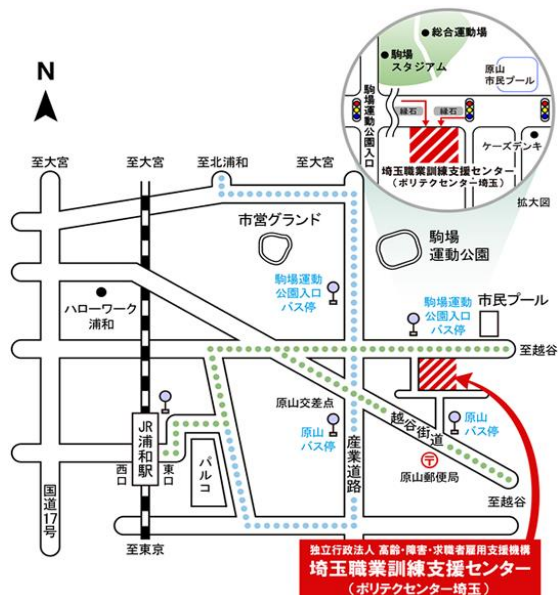 総合運動場
駒場
スタジアム
原山
市民プール
駒場運動公園入口
縁石
縁石
ケーズデンキ
埼玉職業訓練支援センター
(ポリテクセンター埼玉)
拡大図
N
至大宮
至大宮
至北浦和
至大宮
市営グランド
駒場
運動公園
駒場運動
公園入口
バス停
駒場運動
公園入口
バス停
市民プール
ハローワーク
浦和
至越谷
原山交差点
原山
バス停
越谷街道
原山
バス停
JR浦和駅
西口
東口
パルコ
産業道路
〒
原山郵便局
国道17号
至越谷
至東京
独立行政法人 高齢・障害・求職者雇用支援機構
埼玉職業訓練支援センター
(ポリテクセンター埼玉)